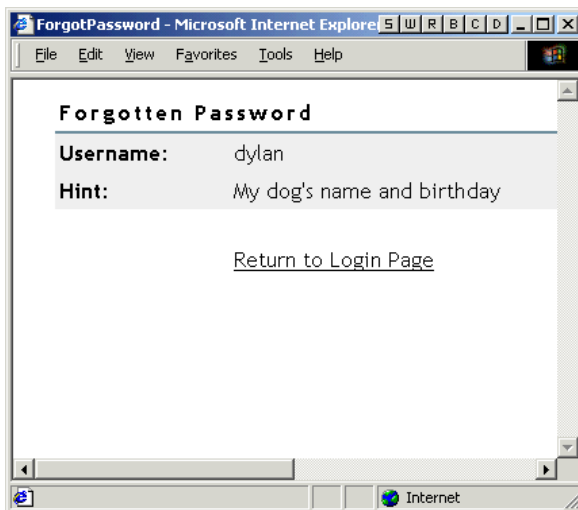 ForgotPassword - Microsoft Internet Explore S W R B C D
File Edit View Favorites Tools Help
Forgotten Password
Username: dylan
Hint: My dog's name and birthday
Return to Login Page
Internet